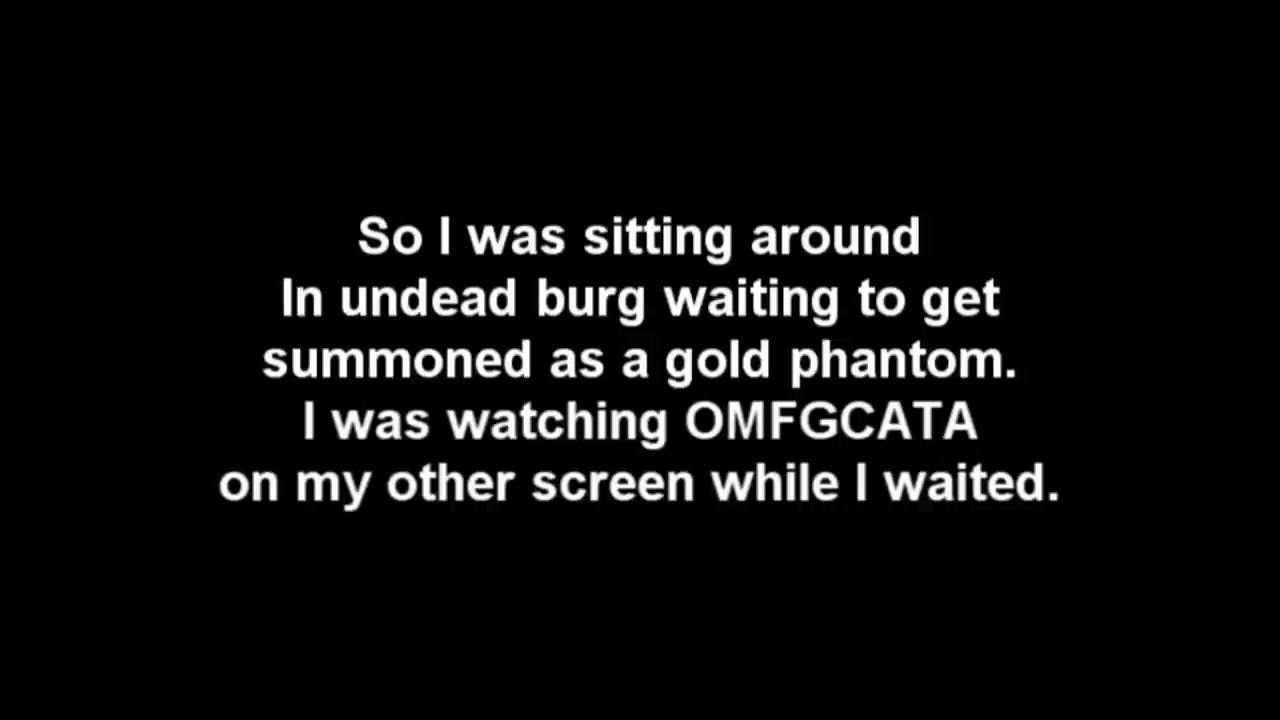 So I was sitting around
In undead burg waiting to get
summoned as a gold phantom.
I was watching OMFGCATA
on my other screen while I waited.